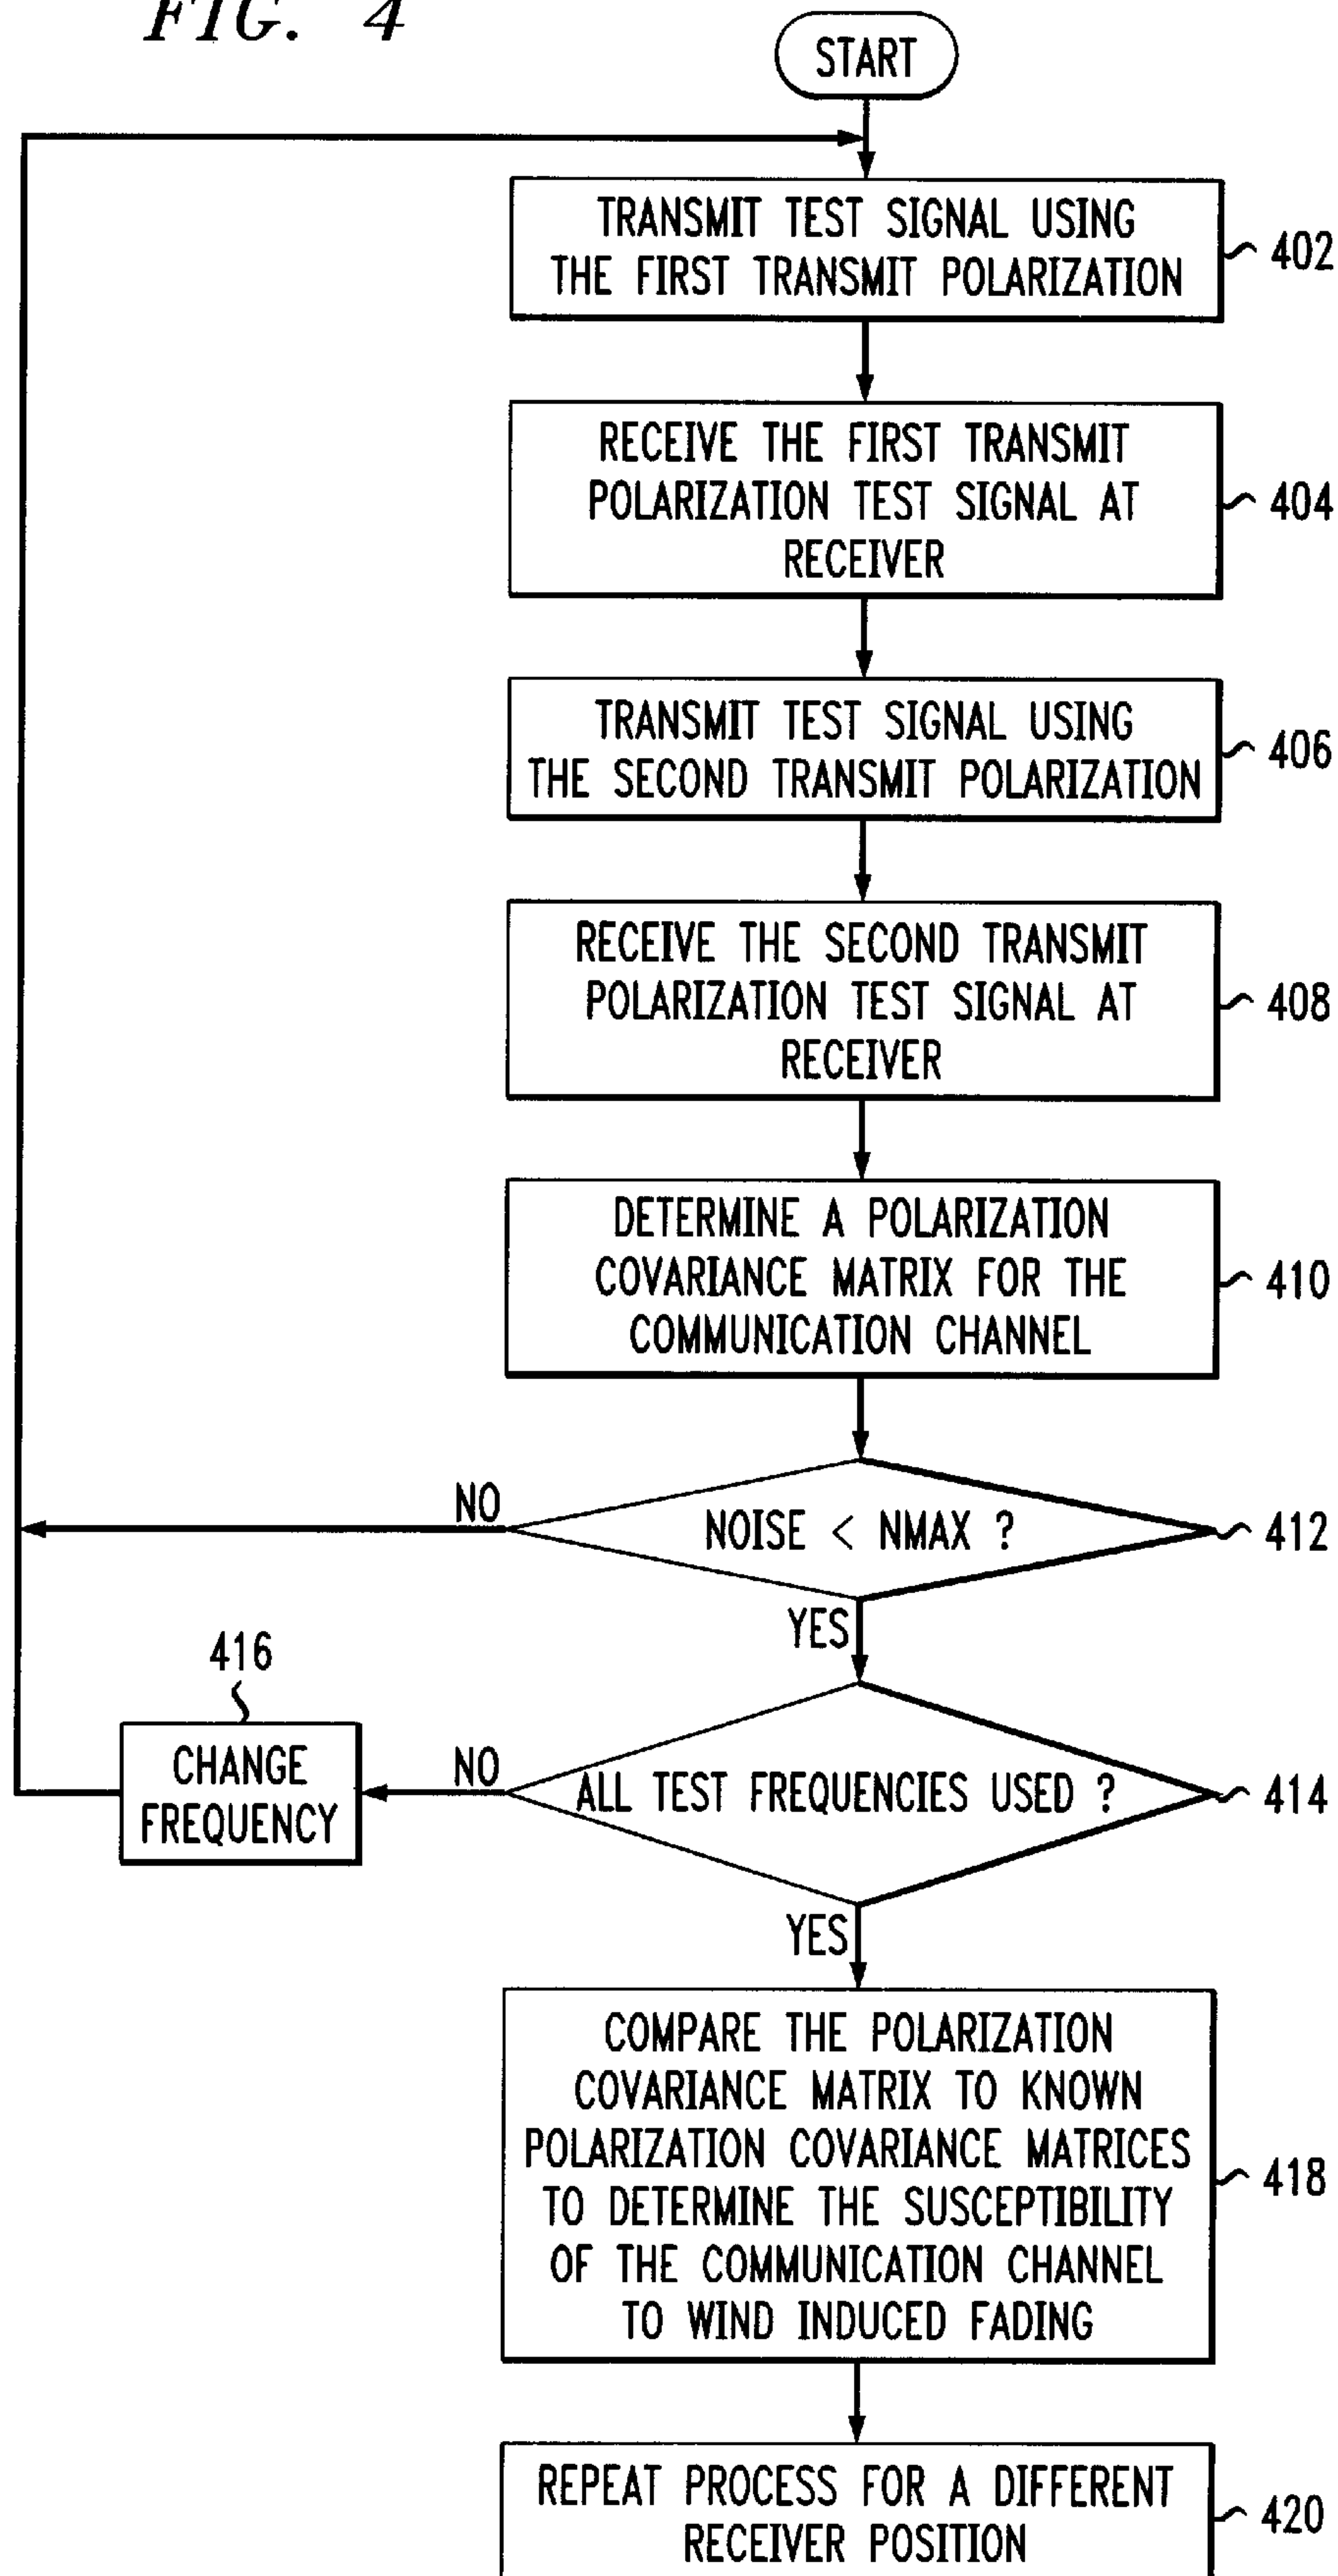 FIG. 4
START
TRANSMIT TEST SIGNAL USING
THE FIRST TRANSMIT POLARIZATION
402
RECEIVE THE FIRST TRANSMIT
POLARIZATION TEST SIGNAL AT
RECEIVER
404
TRANSMIT TEST SIGNAL USING
THE SECOND TRANSMIT POLARIZATION
406
RECEIVE THE SECOND TRANSMIT
POLARIZATION TEST SIGNAL AT
RECEIVER
408
DETERMINE A POLARIZATION
COVARIANCE MATRIX FOR THE
COMMUNICATION CHANNEL
410
NO
NOISE < NMAX ?
412
YES
416
CHANGE
FREQUENCY
NO
ALL TEST FREQUENCIES USED ?
414
YES
COMPARE THE POLARIZATION
COVARIANCE MATRIX TO KNOWN
POLARIZATION COVARIANCE MATRICES
TO DETERMINE THE SUSCEPTIBILITY
OF THE COMMUNICATION CHANNEL
TO WIND INDUCED FADING
418
REPEAT PROCESS FOR A DIFFERENT
RECEIVER POSITION
420